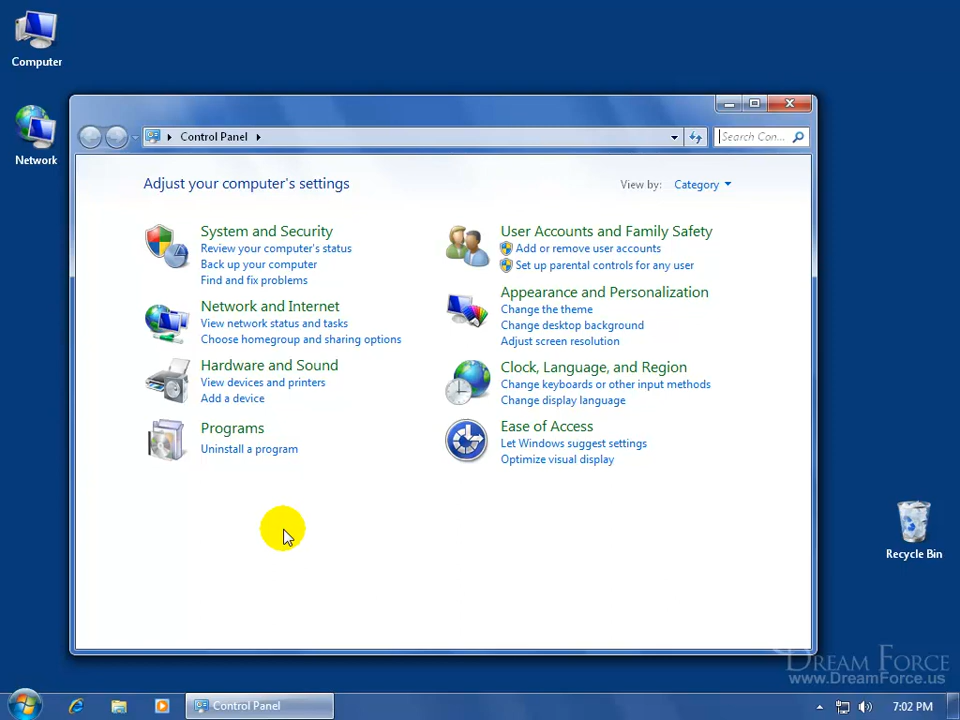 Computer
Network
Control Panel
Search Con...
Adjust your computer's settings
View by: Category
System and Security
Review your computer's status
Back up your computer
Find and fix problems
Network and Internet
View network status and tasks
Choose homegroup and sharing options
Hardware and Sound
View devices and printers
Add a device
Programs
Uninstall a program
User Accounts and Family Safety
Add or remove user accounts
Set up parental controls for any user
Appearance and Personalization
Change the theme
Change desktop background
Adjust screen resolution
Clock, Language, and Region
Change keyboards or other input methods
Change display language
Ease of Access
Let Windows suggest settings
Optimize visual display
Recycle Bin
DREAM FORCE
www.DreamForce.us
Control Panel
7:02 PM